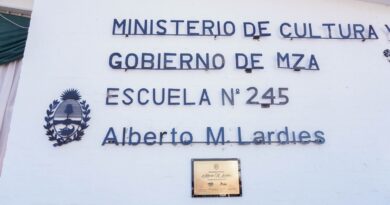 MINISTERIO DE CULTURA
GOBIERNO DE MZA
ESCUELA N° 245
Alberto M. Lardies